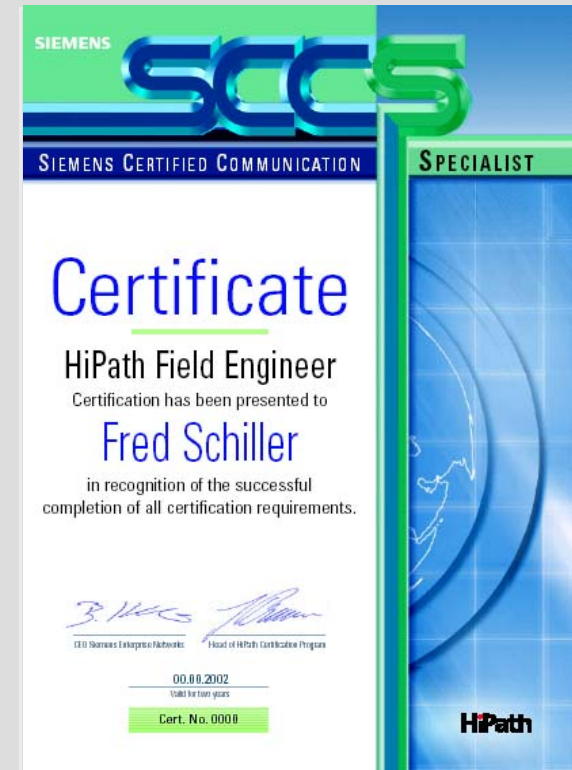 SIEMENS
SCCS
SIEMENS CERTIFIED COMMUNICATION SPECIALIST
Certificate
HiPath Field Engineer
Certification has been presented to
Fred Schiller
in recognition of the successful
completion of all certification requirements.
CEO Siemens Enterprise Networks Head of HiPath Certification Program
00.00.2002
Valid for two years
Cert. No. 0000
HiPath